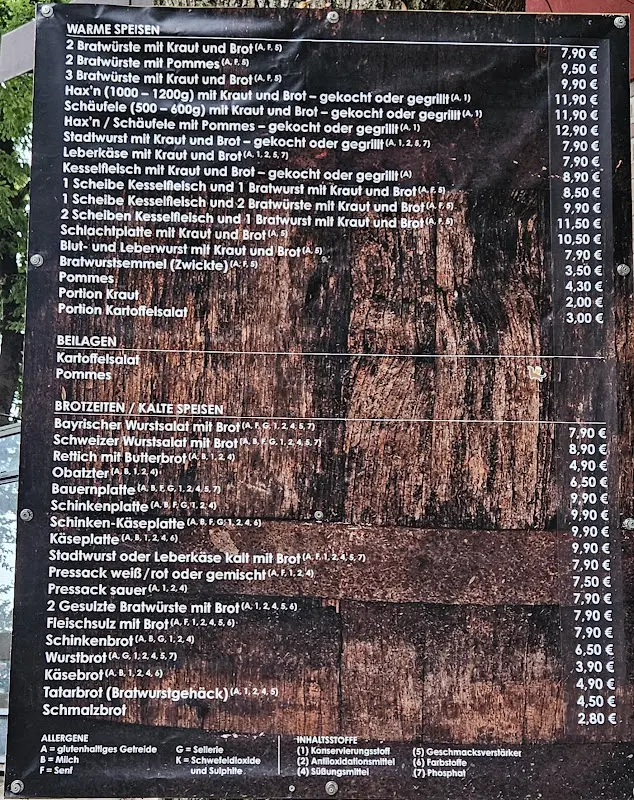 WARME SPEISEN
2 Bratwürste mit Kraut und Brot (A, F, 5) 7,90 €
2 Bratwürste mit Pommes (A, F, 5) 9,50 €
3 Bratwürste mit Kraut und Brot (A, F, 5) 9,90 €
Hax'n (1000 – 1200g) mit Kraut und Brot – gekocht oder gegrillt (A, 1) 11,90 €
Schäufele (500 – 600g) mit Kraut und Brot – gekocht oder gegrillt (A, 1) 11,90 €
Hax'n / Schäufele mit Pommes – gekocht oder gegrillt (A, 1) 12,90 €
Stadtwurst mit Kraut und Brot – gekocht oder gegrillt (A, 1, 2, 5, 7) 7,90 €
Leberkäse mit Kraut und Brot (A, 1, 2, 5, 7) 7,90 €
Kesselfleisch mit Kraut und Brot – gekocht oder gegrillt (A) 8,90 €
1 Scheibe Kesselfleisch und 1 Bratwurst mit Kraut und Brot (A, F, 5) 8,50 €
1 Scheibe Kesselfleisch und 2 Bratwürste mit Kraut und Brot (A, F, 5) 9,90 €
2 Scheiben Kesselfleisch und 1 Bratwurst mit Kraut und Brot (A, F, 5) 11,50 €
Schlachtplatte mit Kraut und Brot (A, 5) 10,50 €
Blut- und Leberwurst mit Kraut und Brot (A, 5) 7,90 €
Bratwurstsemmel (Zwickte) (A, F, 5) 3,50 €
Pommes 4,30 €
Portion Kraut 2,00 €
Portion Kartoffelsalat 3,00 €
BEILAGEN
Kartoffelsalat
Pommes
BROTZEITEN / KALTE SPEISEN
Bayrischer Wurstsalat mit Brot (A, F, G, 1, 2, 4, 5, 7) 7,90 €
Schweizer Wurstsalat mit Brot (A, B, F, G, 1, 2, 4, 5, 7) 8,90 €
Rettich mit Butterbrot (A, B, 1, 2, 4) 4,90 €
Obatzter (A, B, 1, 2, 4) 6,50 €
Bauernplatte (A, B, F, G, 1, 2, 4, 5, 7) 9,90 €
Schinkenplatte (A, B, F, G, 1, 2, 4) 9,90 €
Schinken-Käseplatte (A, B, F, G, 1, 2, 4, 6) 9,90 €
Käseplatte (A, B, 1, 2, 4, 6) 9,90 €
Stadtwurst oder Leberkäse kalt mit Brot (A, F, 1, 2, 4, 5, 7) 7,90 €
Pressack weiß/rot oder gemischt (A, F, 1, 2, 4) 7,50 €
Pressack sauer (A, 1, 2, 4) 7,90 €
2 Gesulzte Bratwürste mit Brot (A, 1, 2, 4, 5, 6) 7,90 €
Fleischsulz mit Brot (A, F, 1, 2, 4, 5, 6) 7,90 €
Schinkenbrot (A, B, G, 1, 2, 4) 6,50 €
Wurstbrot (A, G, 1, 2, 4, 5, 7) 3,90 €
Käsebrot (A, B, 1, 2, 4, 6) 4,90 €
Tatarbrot (Bratwurstgehäck) (A, 1, 2, 4, 5) 4,50 €
Schmalzbrot 2,80 €
ALLERGENE
A = glutenhaltiges Getreide
B = Milch
F = Senf
G = Sellerie
K = Schwefeldioxide
und Sulphite
INHALTSSTOFFE
(1) Konservierungsstoff
(2) Antiloxidationsmittel
(4) Süßungsmittel
(5) Geschmacksverstärker
(6) Farbstoffe
(7) Phosphat